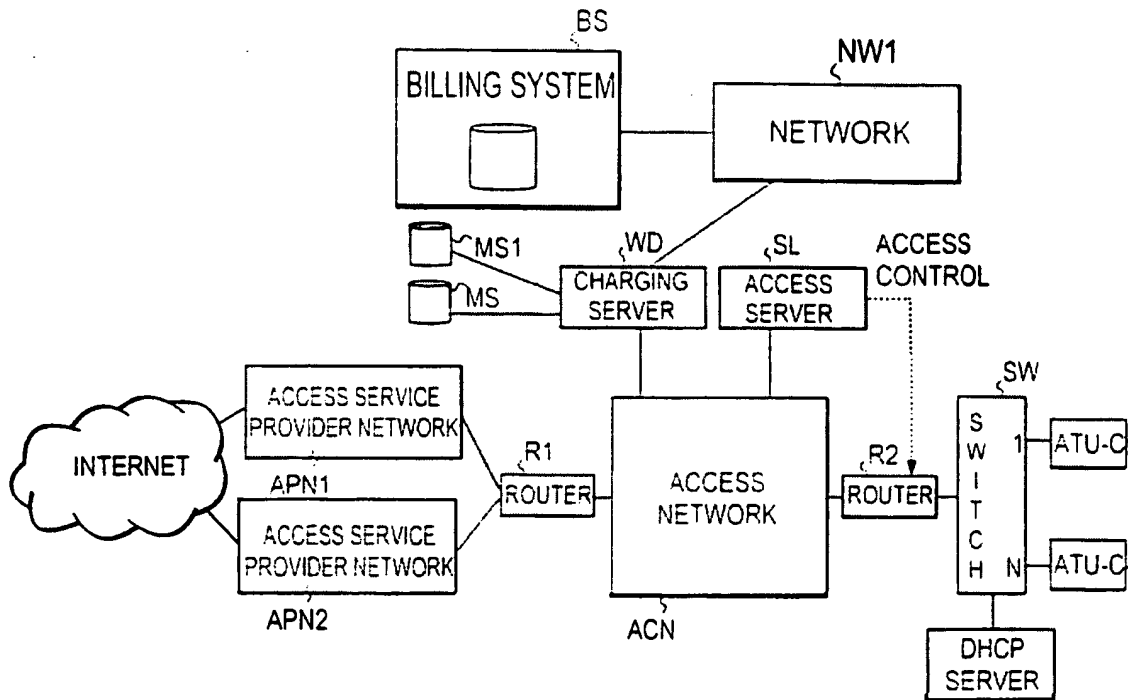 BS
BILLING SYSTEM
NW1
NETWORK
MS1
MS
WD
CHARGING
SERVER
SL
ACCESS
SERVER
ACCESS
CONTROL
INTERNET
ACCESS SERVICE
PROVIDER NETWORK
APN1
ACCESS SERVICE
PROVIDER NETWORK
APN2
R1
ROUTER
ACCESS
NETWORK
ACN
R2
ROUTER
SW
SWITCH
1
N
ATU-C
ATU-C
DHCP
SERVER